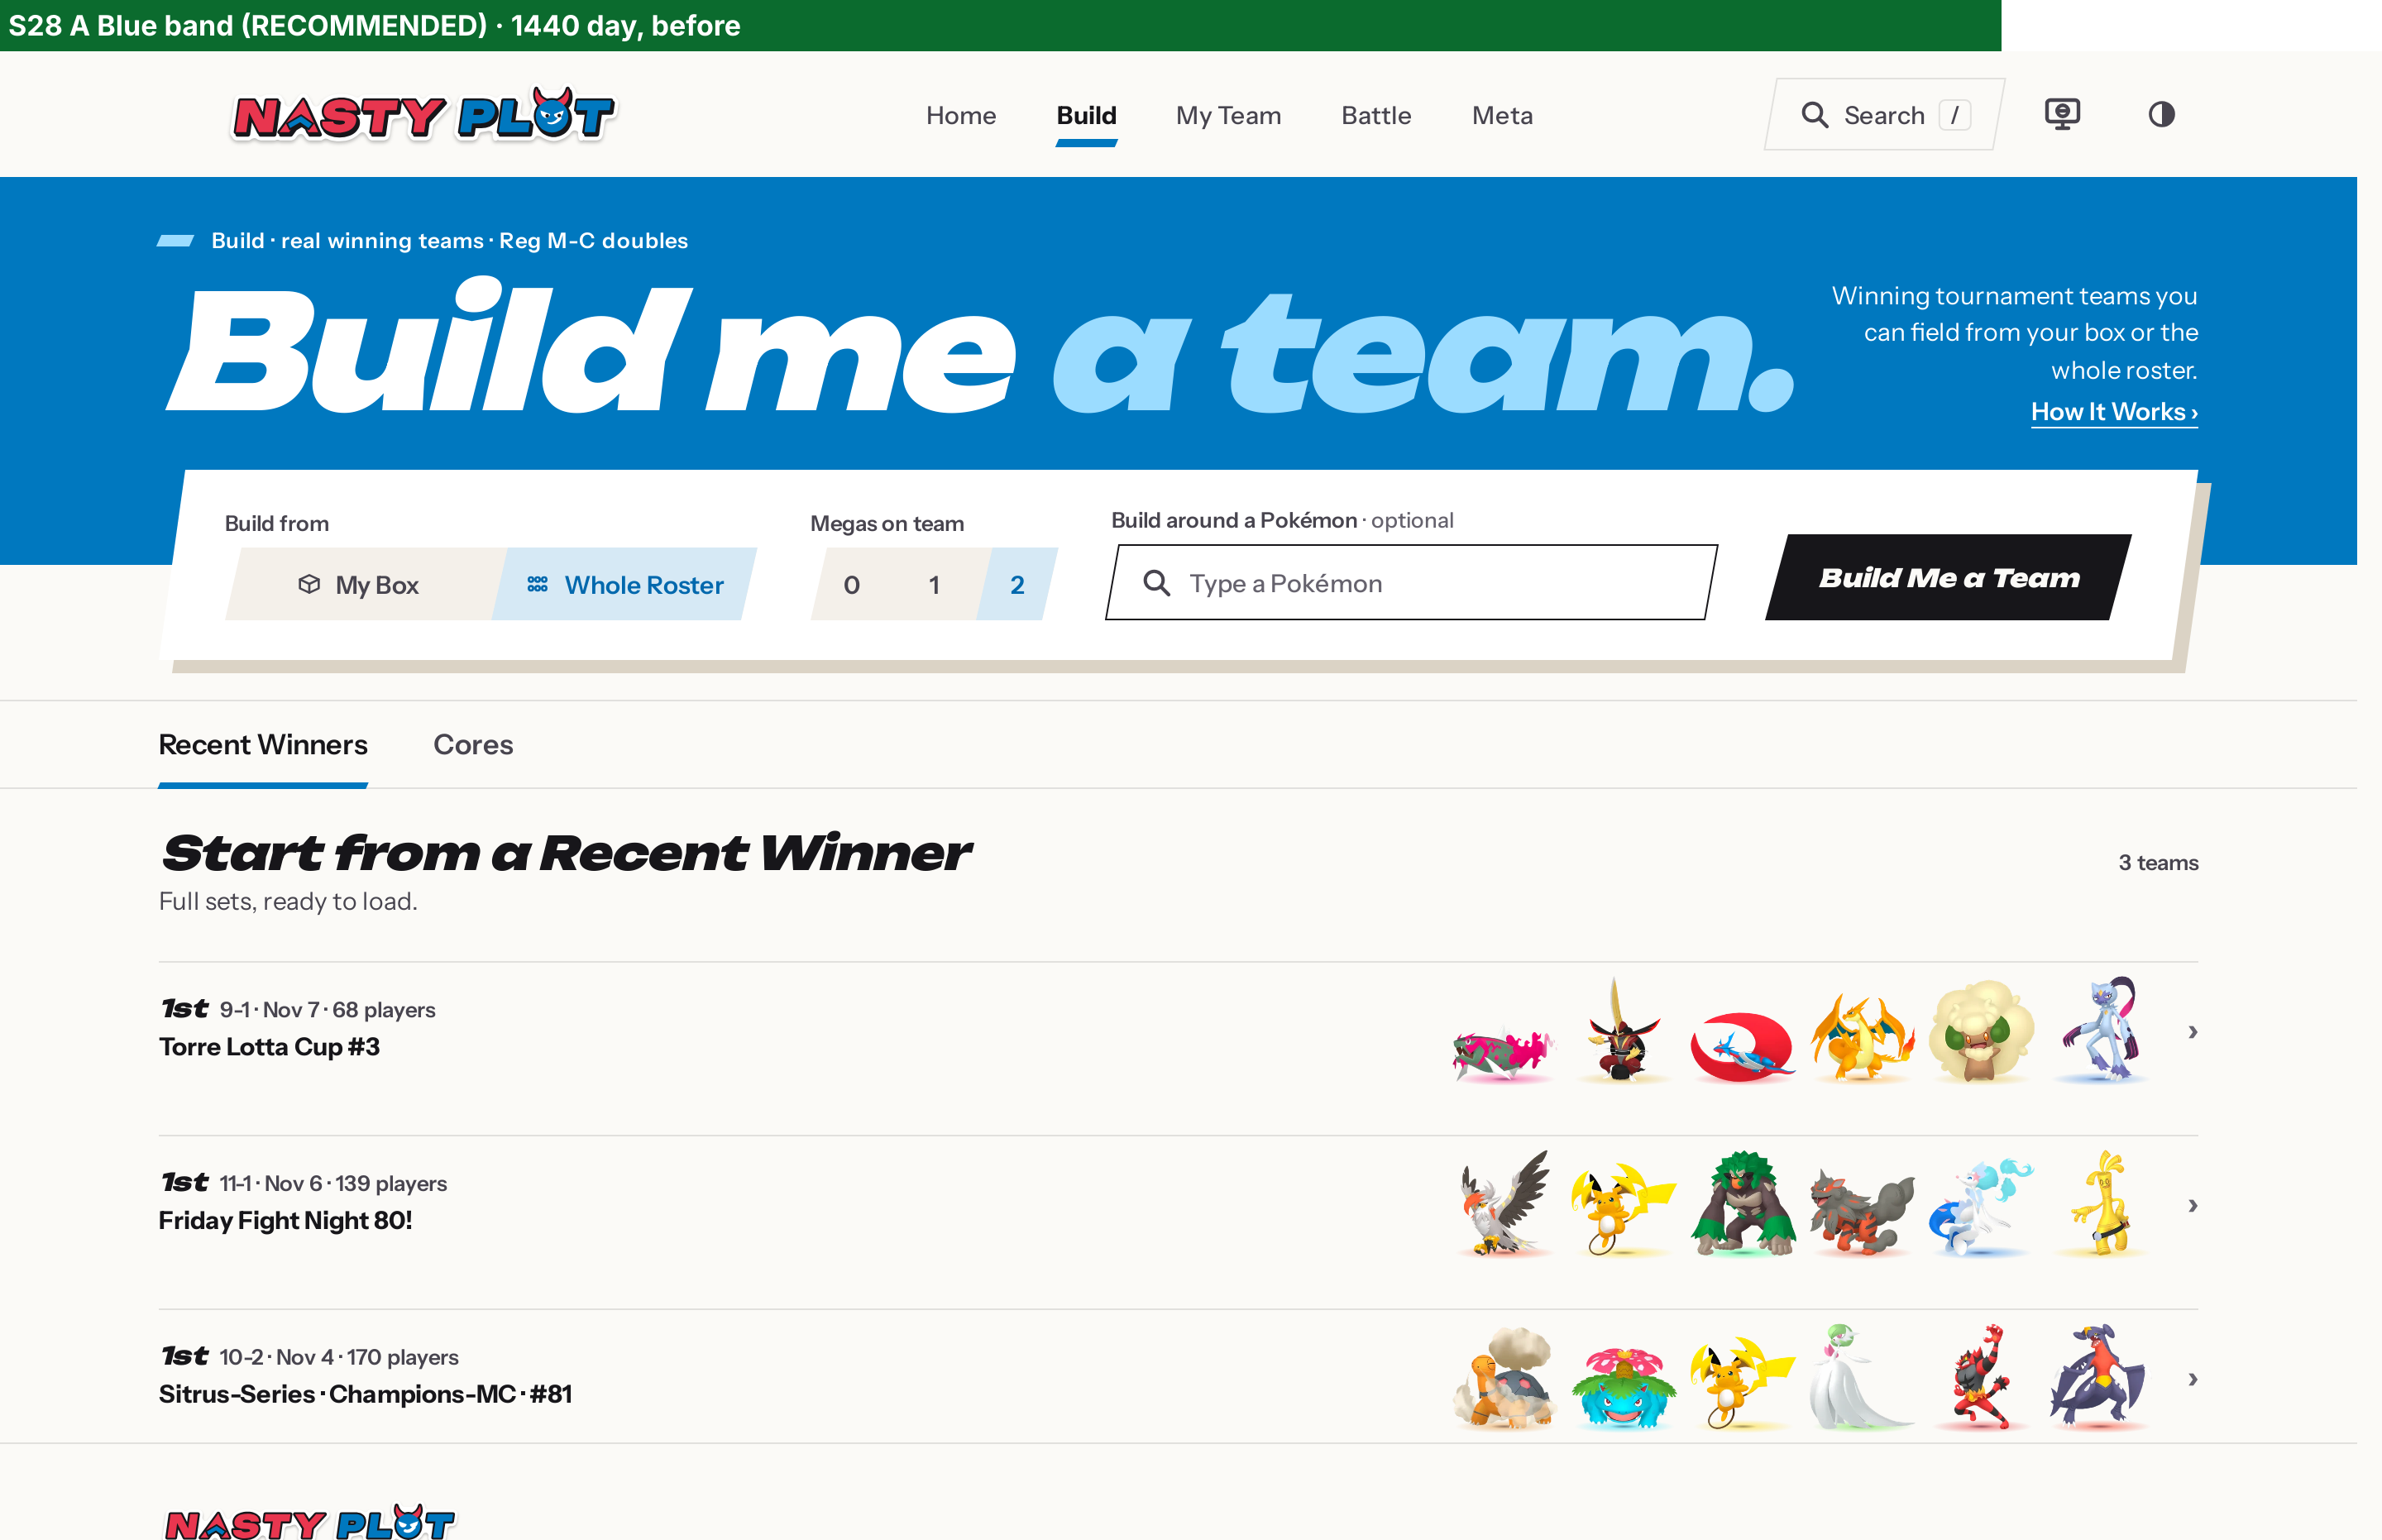 S28 A Blue band (RECOMMENDED) · 1440 day, before
NASTY PLOT
Home
Build
My Team
Battle
Meta
Search /
Build · real winning teams · Reg M-C doubles
Build me a team.
Winning tournament teams you
can field from your box or the
whole roster.
How It Works ›
Build from
My Box
Whole Roster
Megas on team
0
1
2
Build around a Pokémon · optional
Type a Pokémon
Build Me a Team
Recent Winners
Cores
Start from a Recent Winner
3 teams
Full sets, ready to load.
1st 9-1 · Nov 7 · 68 players
Torre Lotta Cup #3
›
1st 11-1 · Nov 6 · 139 players
Friday Fight Night 80!
›
1st 10-2 · Nov 4 · 170 players
Sitrus-Series · Champions-MC · #81
›
NASTY PLOT